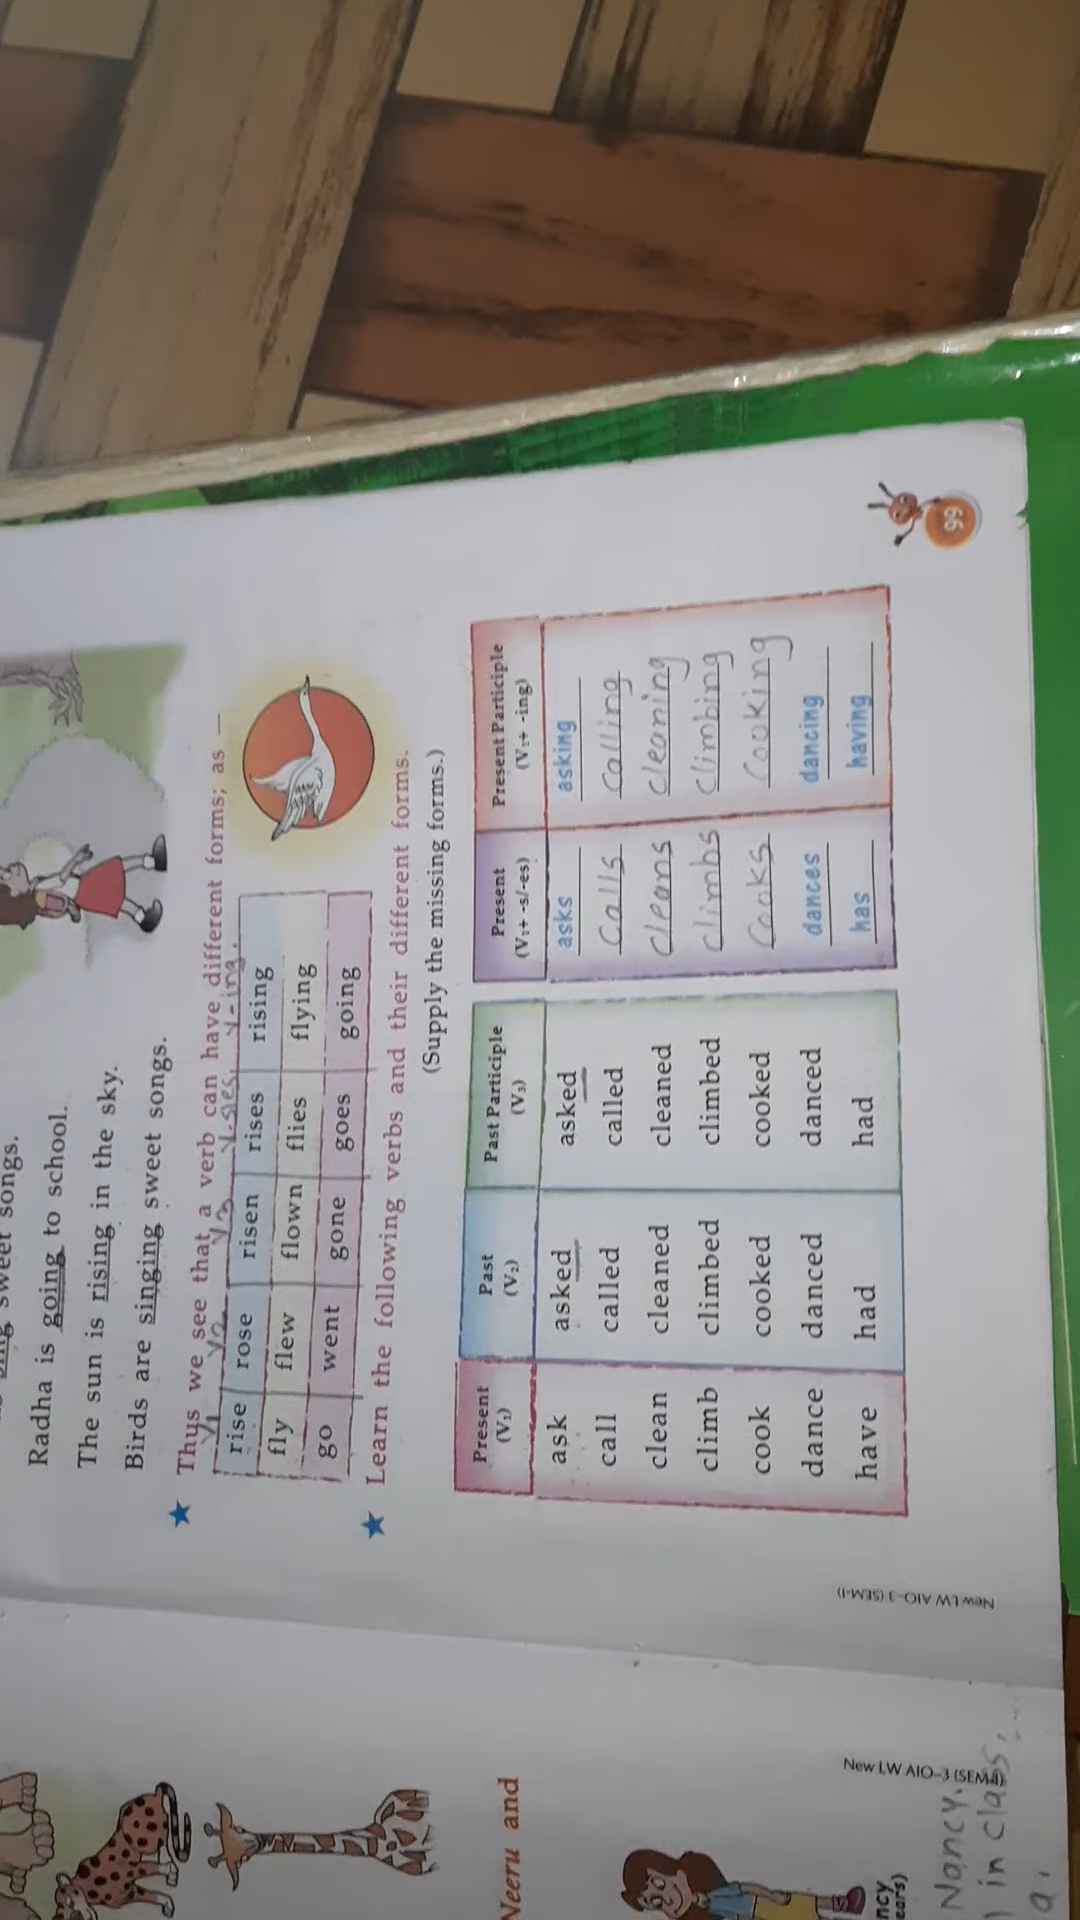 sweet songs.
Radha is going to school.
The sun is rising in the sky.
Birds are singing sweet songs.
★ Thus we see that a verb can have different forms; as —
V1 V2 V3 V-s/es V-ing.
rise rose risen rises rising
fly flew flown flies flying
go went gone goes going
★ Learn the following verbs and their different forms.
(Supply the missing forms.)
Present (V₁) Past (V₂) Past Participle (V₃) Present (V₁+ -s/-es) Present Participle (V₁+ -ing)
ask asked asked asks asking
call called called Calls Calling
clean cleaned cleaned Cleans Cleaning
climb climbed climbed Climbs Climbing
cook cooked cooked Cooks Cooking
dance danced danced dances dancing
have had had has having
New LW AIO-3 (SEM-I)
99
Neeru and
New LW AIO-3 (SEM-I)
Nancy.
in class,
a.